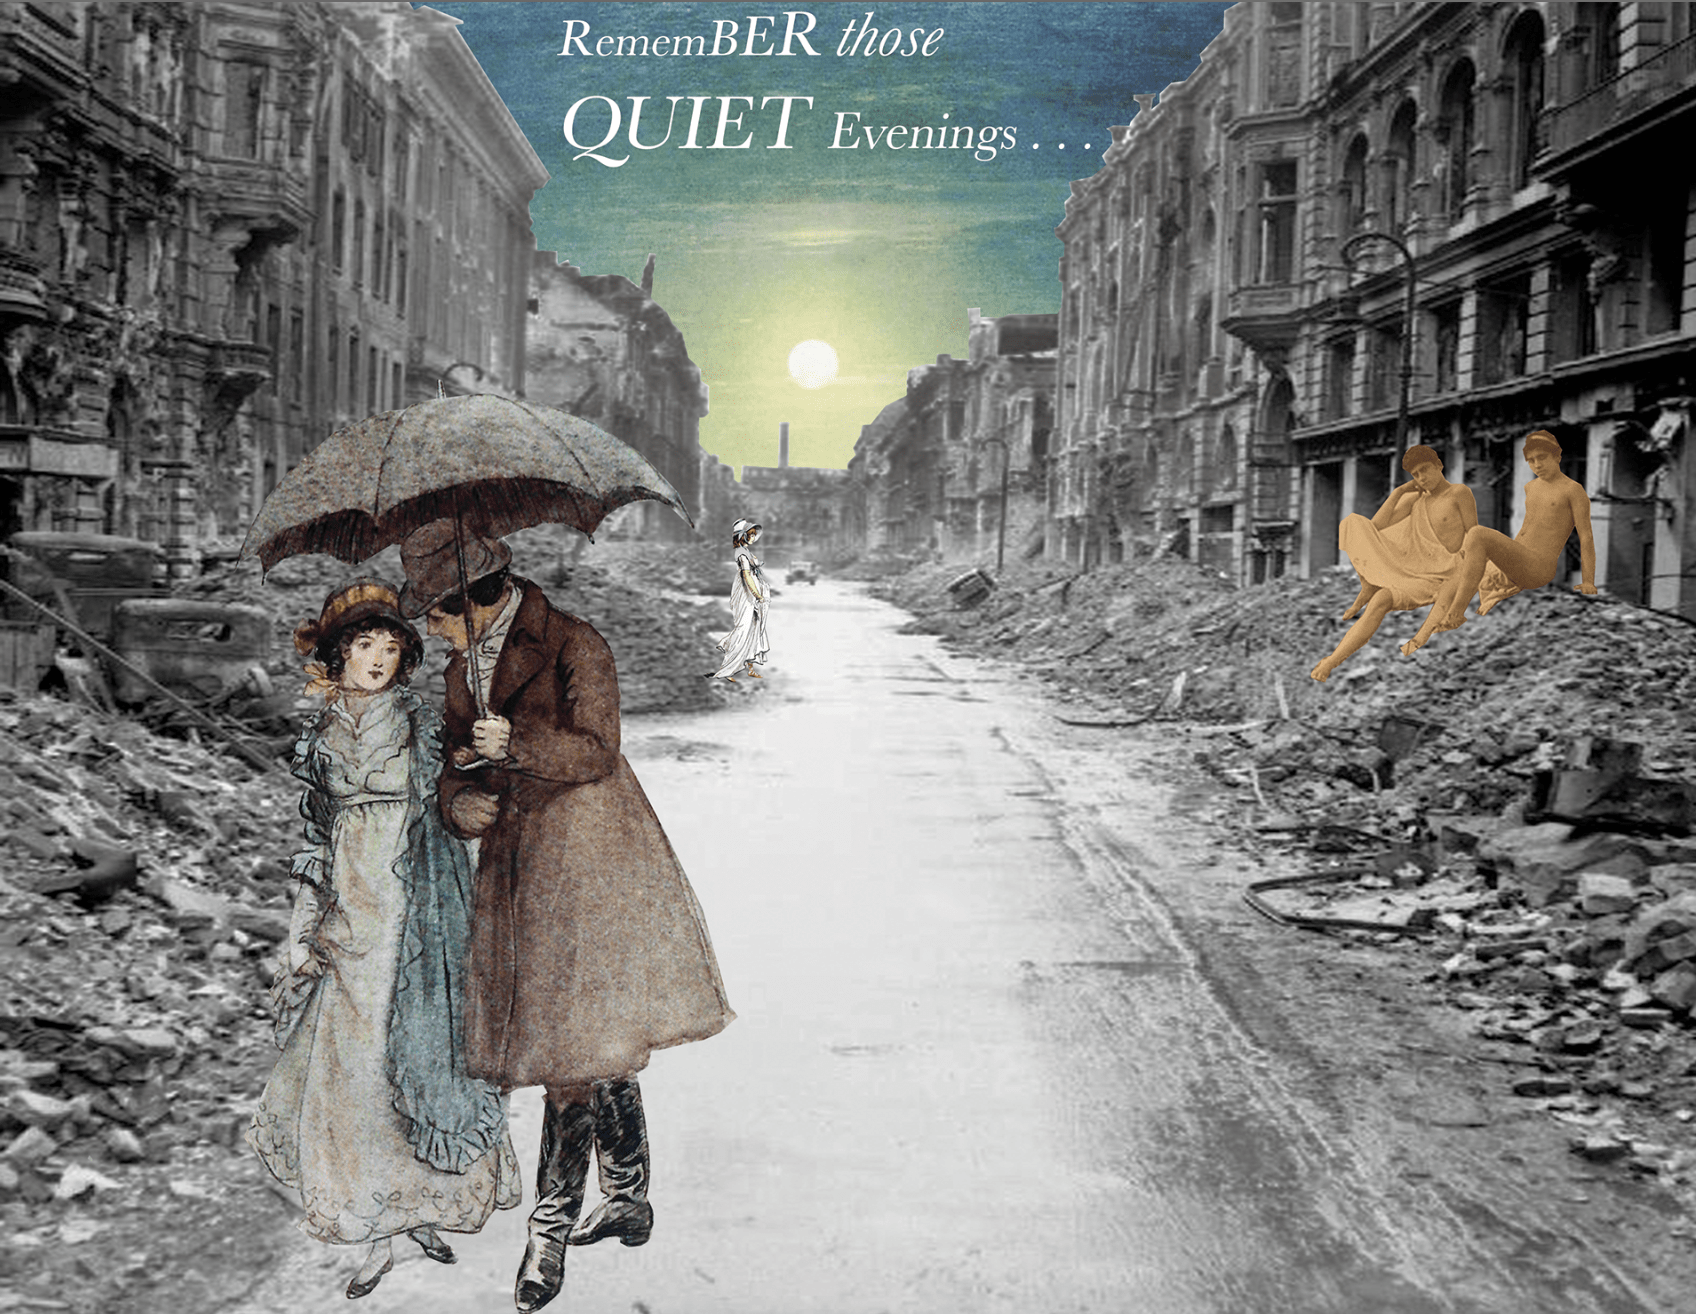 RememBER those
QUIET Evenings . . .